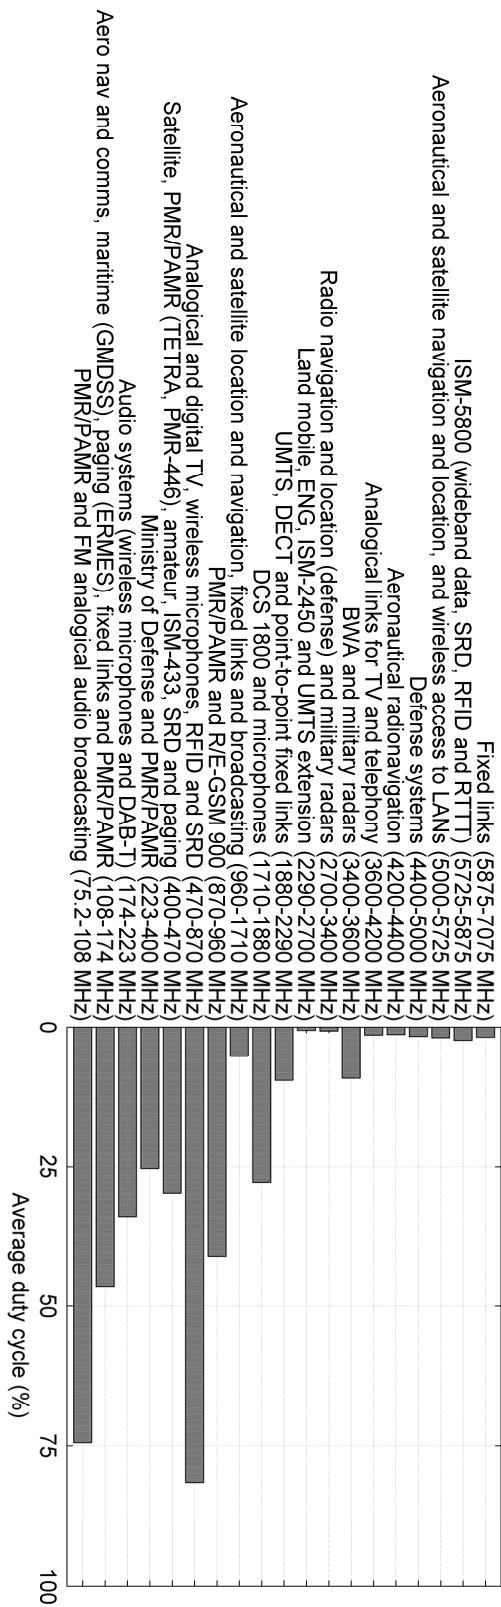 Fixed links (5875-7075 MHz)
ISM-5800 (wideband data, SRD, RFID and RTTT) (5725-5875 MHz)
Aeronautical and satellite navigation and location, and wireless access to LANs (5000-5725 MHz)
Defense systems (4400-5000 MHz)
Aeronautical radionavigation (4200-4400 MHz)
Analogical links for TV and telephony (3600-4200 MHz)
BWA and military radars (3400-3600 MHz)
Radio navigation and location (defense) and military radars (2700-3400 MHz)
Land mobile, ENG, ISM-2450 and UMTS extension (2290-2700 MHz)
UMTS, DECT and point-to-point fixed links (1880-2290 MHz)
DCS 1800 and microphones (1710-1880 MHz)
Aeronautical and satellite location and navigation, fixed links and broadcasting (960-1710 MHz)
PMR/PAMR and R/E-GSM 900 (870-960 MHz)
Analogical and digital TV, wireless microphones, RFID and SRD (470-870 MHz)
Satellite, PMR/PAMR (TETRA, PMR-446), amateur, ISM-433, SRD and paging (400-470 MHz)
Ministry of Defense and PMR/PAMR (223-400 MHz)
Audio systems (wireless microphones and DAB-T) (174-223 MHz)
Aero nav and comms, maritime (GMDSS), paging (ERMES), fixed links and PMR/PAMR (108-174 MHz)
PMR/PAMR and FM analogical audio broadcasting (75.2-108 MHz)
0 25 50 75 100
Average duty cycle (%)